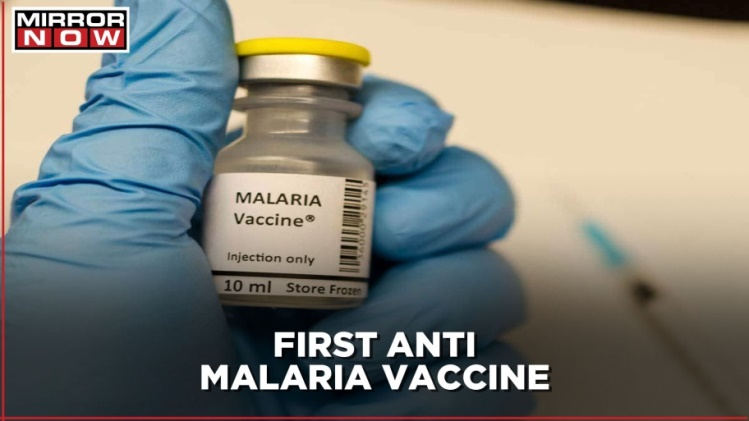 MIRROR
NOW
MALARIA
Vaccine®
Injection only
10 ml Store Frozen
FIRST ANTI
MALARIA VACCINE